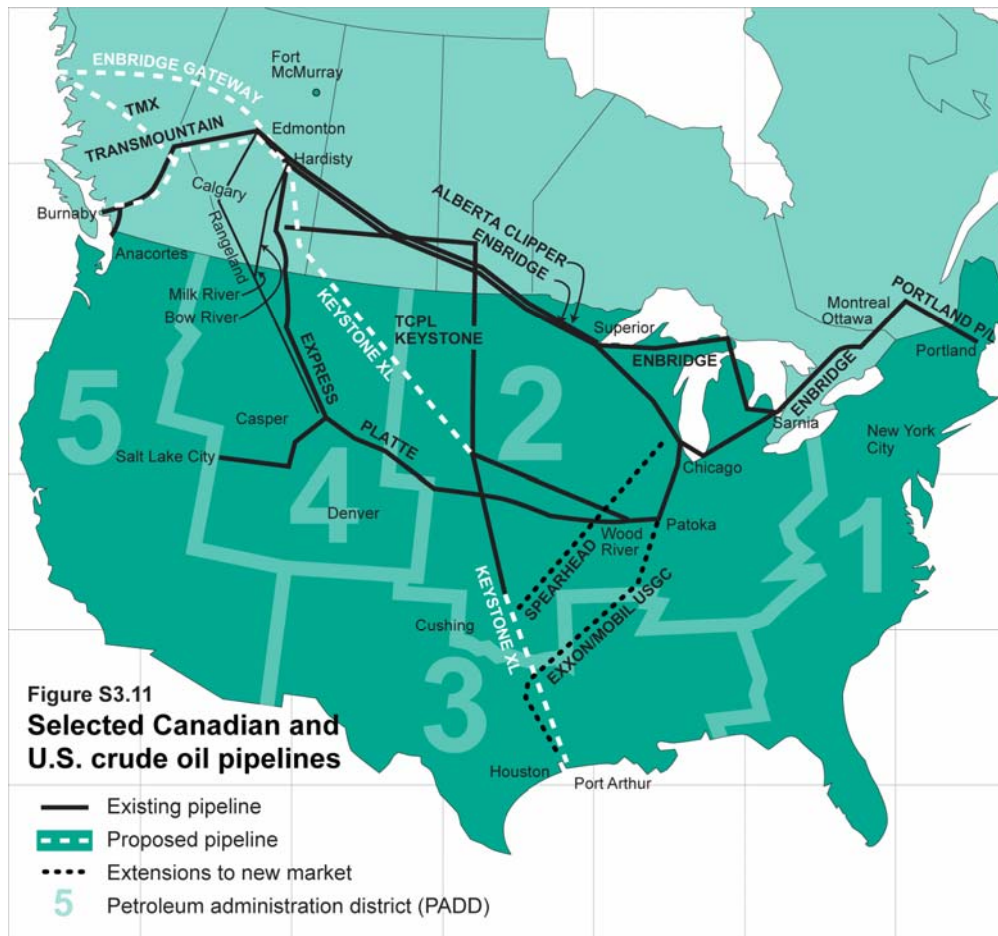 ENBRIDGE GATEWAY
Fort
McMurray
TMX
TRANSMOUNTAIN
Edmonton
Hardisty
Calgary
Burnaby
Rangeland
Anacortes
Milk River
Bow River
ALBERTA CLIPPER
ENBRIDGE
KEYSTONE XL
TCPL
KEYSTONE
Superior
ENBRIDGE
Montreal
Ottawa
PORTLAND P/L
Portland
ENBRIDGE
Sarnia
EXPRESS
5
2
Casper
Salt Lake City
PLATTE
4
Denver
Chicago
New York
City
1
Wood
River
Patoka
SPEARHEAD
EXXON/MOBIL USGC
KEYSTONE XL
Cushing
3
Houston
Port Arthur
Figure S3.11
Selected Canadian and
U.S. crude oil pipelines
Existing pipeline
Proposed pipeline
Extensions to new market
5 Petroleum administration district (PADD)